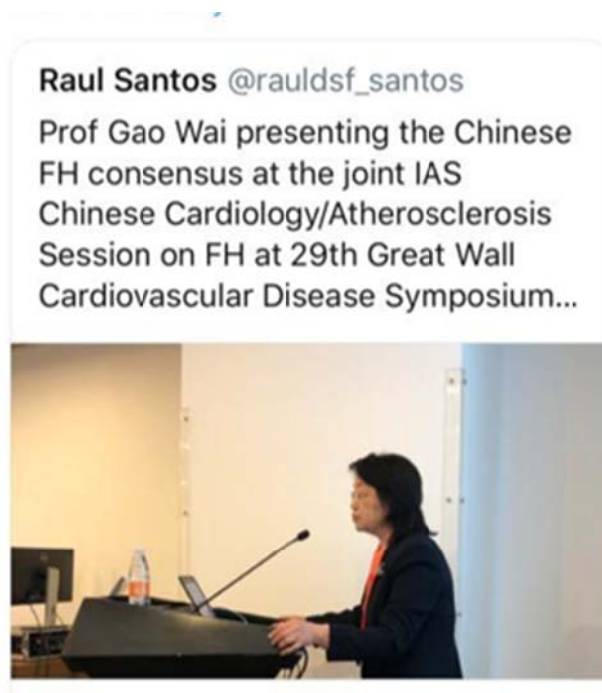 Raul Santos @rauldsf_santos
Prof Gao Wai presenting the Chinese
FH consensus at the joint IAS
Chinese Cardiology/Atherosclerosis
Session on FH at 29th Great Wall
Cardiovascular Disease Symposium...